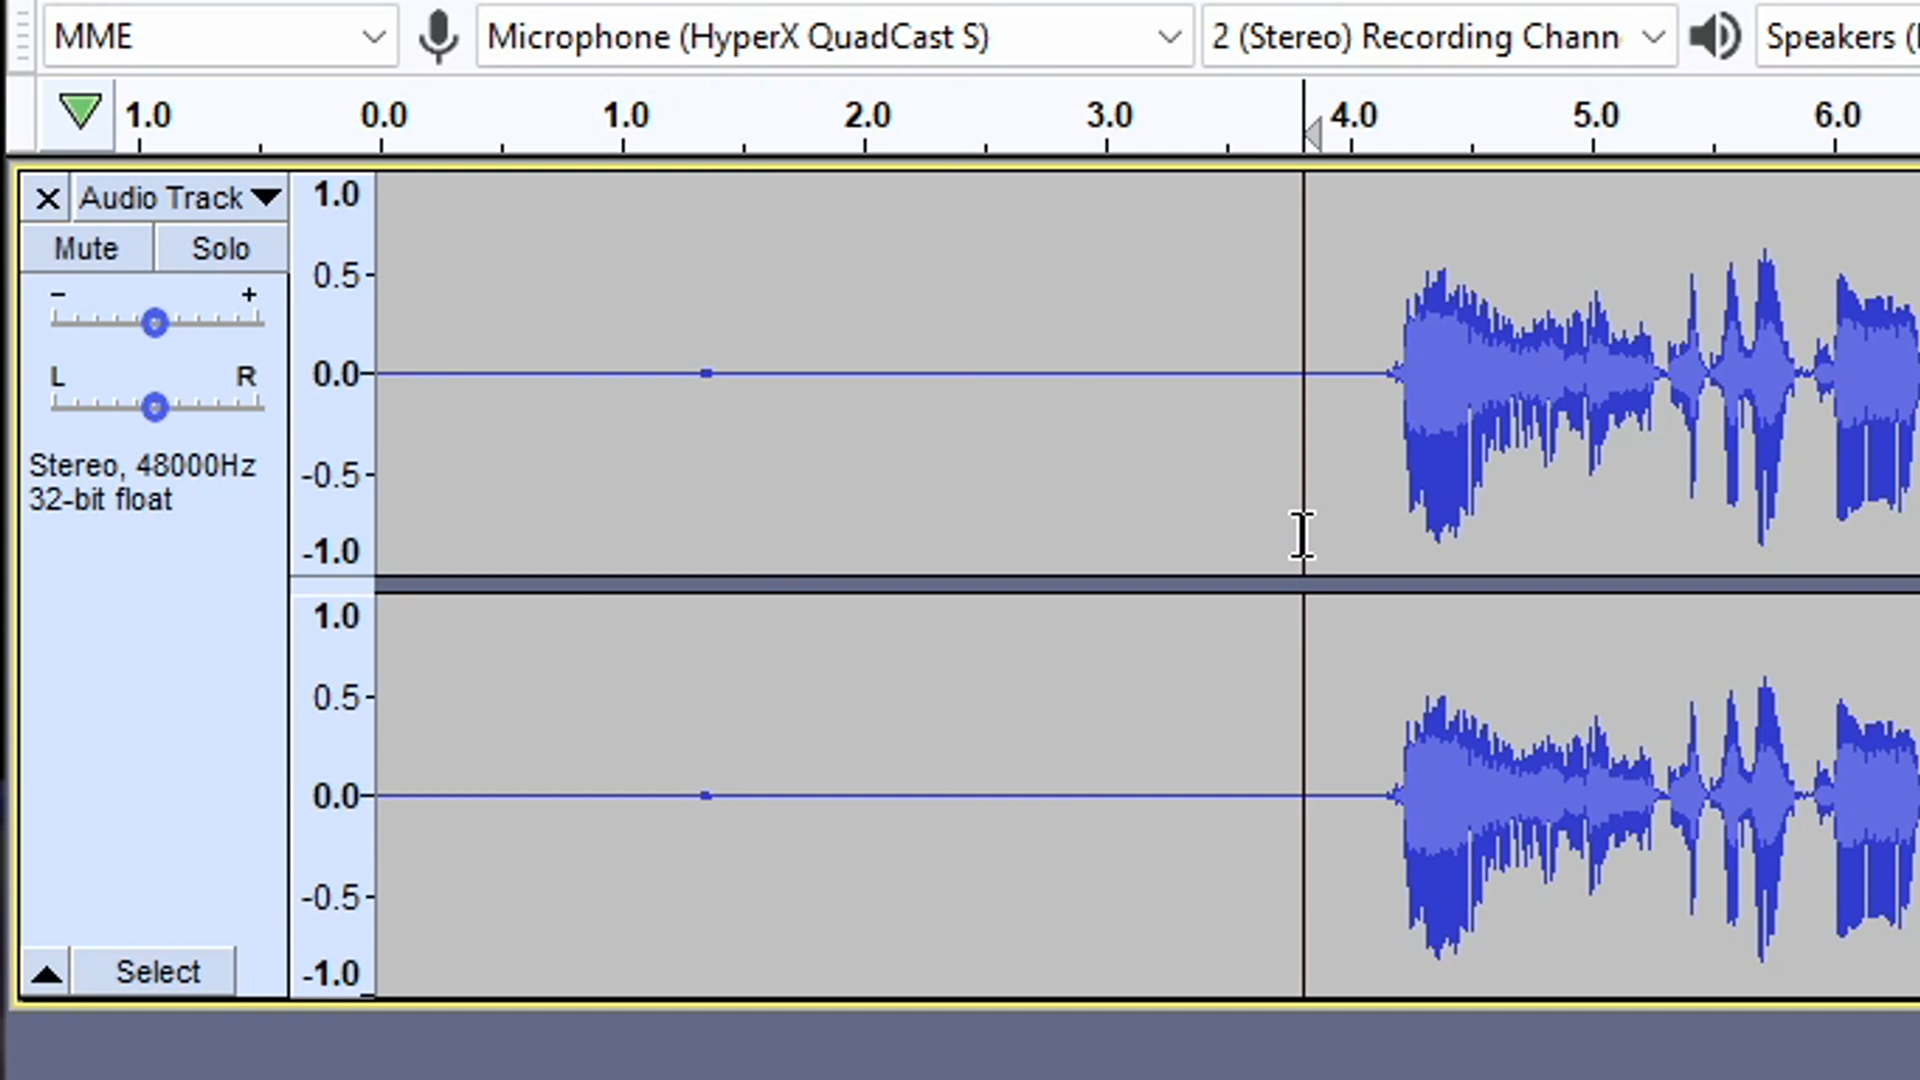 MME
Microphone (HyperX QuadCast S)
2 (Stereo) Recording Chann
Speakers (
1.0 0.0 1.0 2.0 3.0 4.0 5.0 6.0
Audio Track
Mute Solo
- +
L R
Stereo, 48000Hz
32-bit float
Select
1.0
0.5
0.0
-0.5
-1.0
1.0
0.5
0.0
-0.5
-1.0